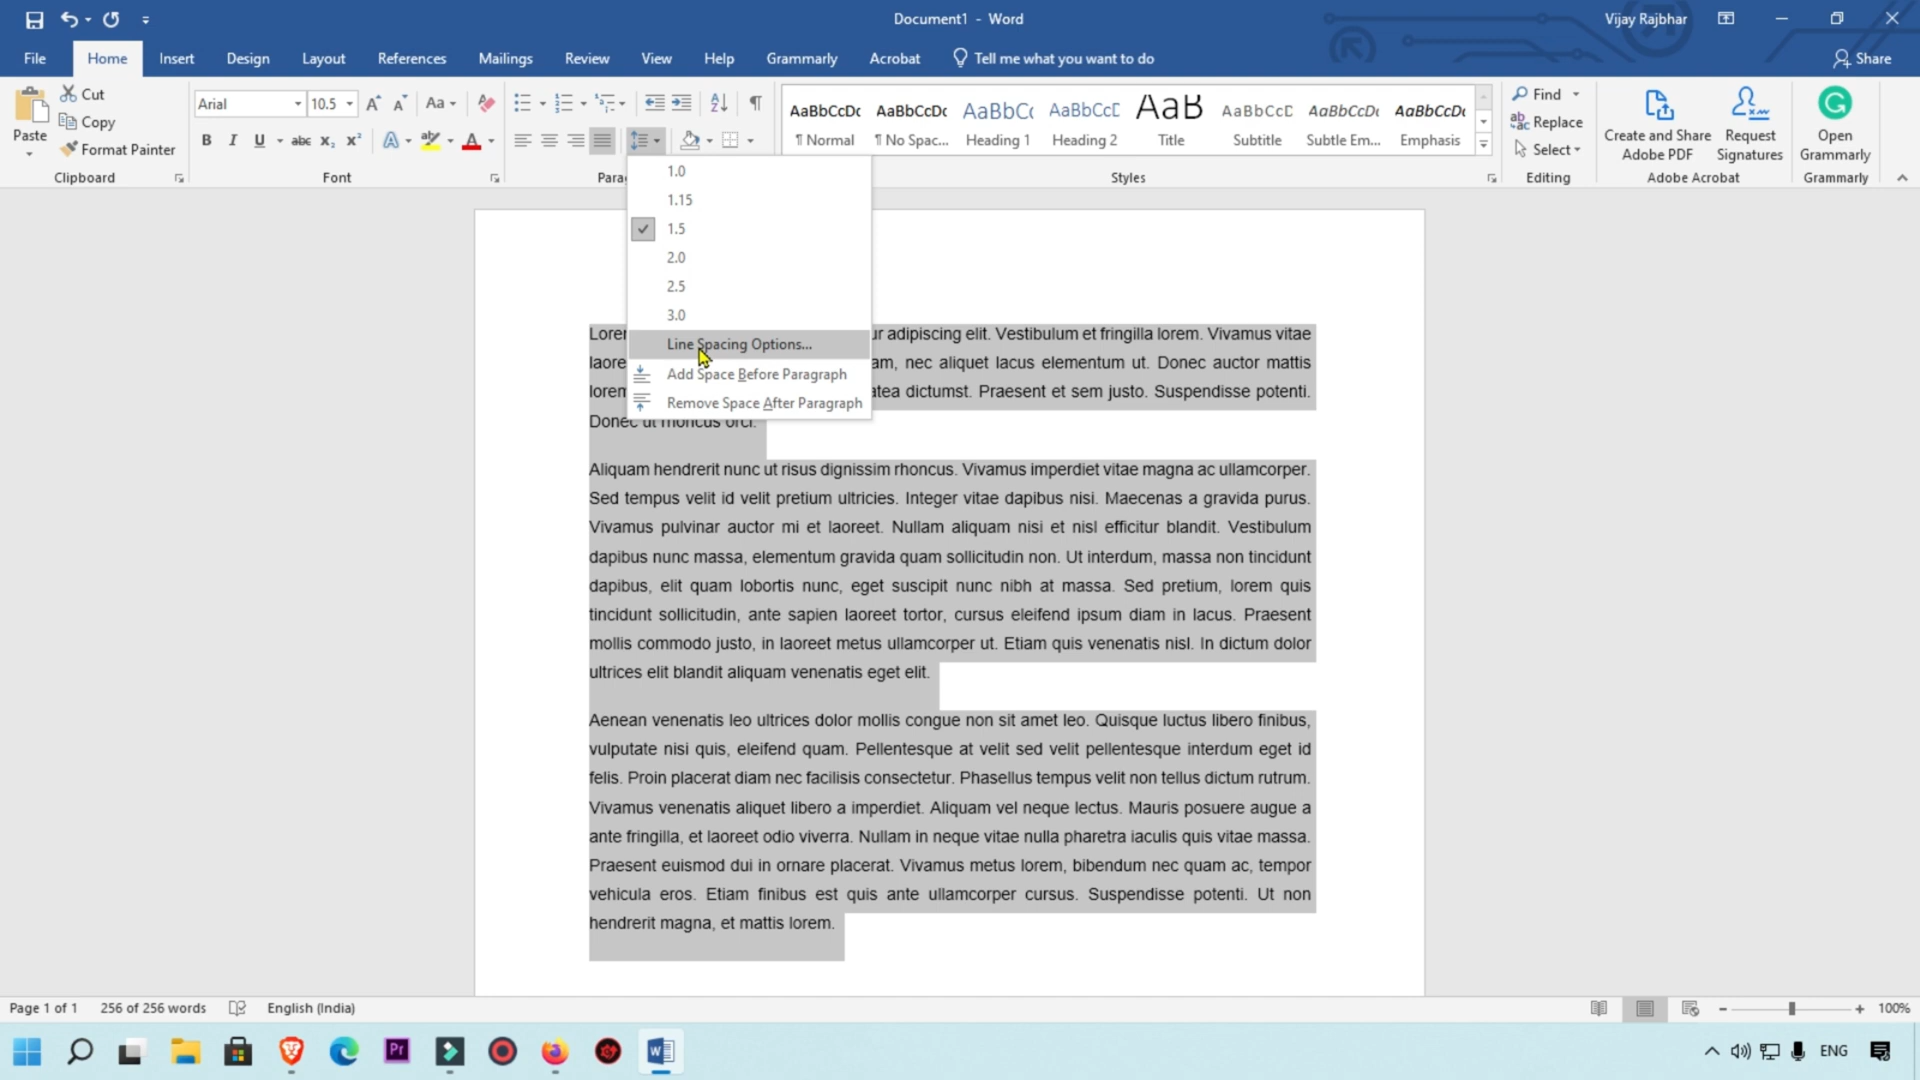 Document1 - Word
Vijay Rajbhar
File Home Insert Design Layout References Mailings Review View Help Grammarly Acrobat Tell me what you want to do Share
Paste
Cut
Copy
Format Painter
Clipboard
Arial 10.5
Aa
B I U abc x₂ x² A ab A
Font
Para
AaBbCcDc AaBbCcDc AaBbCc AaBbCcD AaB AaBbCcD AaBbCcDc AaBbCcDc
¶ Normal ¶ No Spac... Heading 1 Heading 2 Title Subtitle Subtle Em... Emphasis
Styles
Find
Replace
Select
Editing
Create and Share Adobe PDF
Request Signatures
Adobe Acrobat
Open Grammarly
Grammarly
1.0
1.15
1.5
2.0
2.5
3.0
Line Spacing Options...
Add Space Before Paragraph
Remove Space After Paragraph
Lorer ur adipiscing elit. Vestibulum et fringilla lorem. Vivamus vitae
laore am, nec aliquet lacus elementum ut. Donec auctor mattis
lorem atea dictumst. Praesent et sem justo. Suspendisse potenti.
Donec ut rhoncus orci.
Aliquam hendrerit nunc ut risus dignissim rhoncus. Vivamus imperdiet vitae magna ac ullamcorper.
Sed tempus velit id velit pretium ultricies. Integer vitae dapibus nisi. Maecenas a gravida purus.
Vivamus pulvinar auctor mi et laoreet. Nullam aliquam nisi et nisl efficitur blandit. Vestibulum
dapibus nunc massa, elementum gravida quam sollicitudin non. Ut interdum, massa non tincidunt
dapibus, elit quam lobortis nunc, eget suscipit nunc nibh at massa. Sed pretium, lorem quis
tincidunt sollicitudin, ante sapien laoreet tortor, cursus eleifend ipsum diam in lacus. Praesent
mollis commodo justo, in laoreet metus ullamcorper ut. Etiam quis venenatis nisl. In dictum dolor
ultrices elit blandit aliquam venenatis eget elit.
Aenean venenatis leo ultrices dolor mollis congue non sit amet leo. Quisque luctus libero finibus,
vulputate nisi quis, eleifend quam. Pellentesque at velit sed velit pellentesque interdum eget id
felis. Proin placerat diam nec facilisis consectetur. Phasellus tempus velit non tellus dictum rutrum.
Vivamus venenatis aliquet libero a imperdiet. Aliquam vel neque lectus. Mauris posuere augue a
ante fringilla, et laoreet odio viverra. Nullam in neque vitae nulla pharetra iaculis quis vitae massa.
Praesent euismod dui in ornare placerat. Vivamus metus lorem, bibendum nec quam ac, tempor
vehicula eros. Etiam finibus est quis ante ullamcorper cursus. Suspendisse potenti. Ut non
hendrerit magna, et mattis lorem.
Page 1 of 1 256 of 256 words English (India) 100%
Pr
ENG